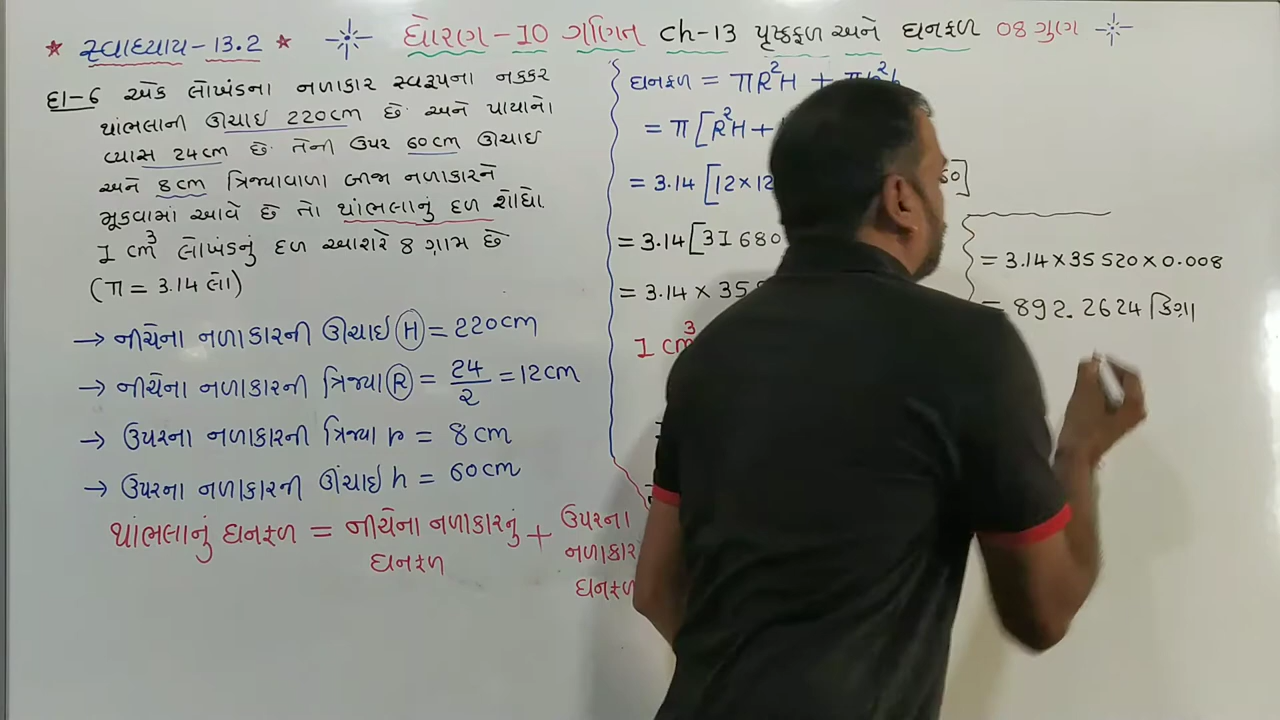 ★ સ્વાધ્યાય-13.2 ★ ધોરણ-10 ગણિત ch-13 પૃષ્ઠફળ અને ઘનફળ 08 ગુણ
દા-6 એક લોખંડના નળાકાર સ્વરૂપના નક્કર
થાંભલાની ઊંચાઇ 220cm છે અને પાયાનો
વ્યાસ 24cm છે તેની ઉપર 60cm ઊંચાઇ
અને 8cm ત્રિજ્યાવાળા બીજા નળાકારને
મૂકવામાં આવે છે તો થાંભલાનું દળ શોધો
1 cm³ લોખંડનું દળ આશરે 8 ગ્રામ છે
(π = 3.14 લો)
→ નીચેના નળાકારની ઊંચાઇ H = 220cm
→ નીચેના નળાકારની ત્રિજ્યા R = 24/2 = 12cm
→ ઉપરના નળાકારની ત્રિજ્યા r = 8cm
→ ઉપરના નળાકારની ઊંચાઇ h = 60cm
થાંભલાનું ઘનફળ = નીચેના નળાકારનું ઘનફળ + ઉપરના નળાકાર ઘનફળ
ઘનફળ = πR²H + πr²h
= π[R²H +
= 3.14 [12×12 60]
= 3.14 [31680
= 3.14 × 35
1 cm³
= 3.14×35520×0.008
= 892.2624 કિગ્રા